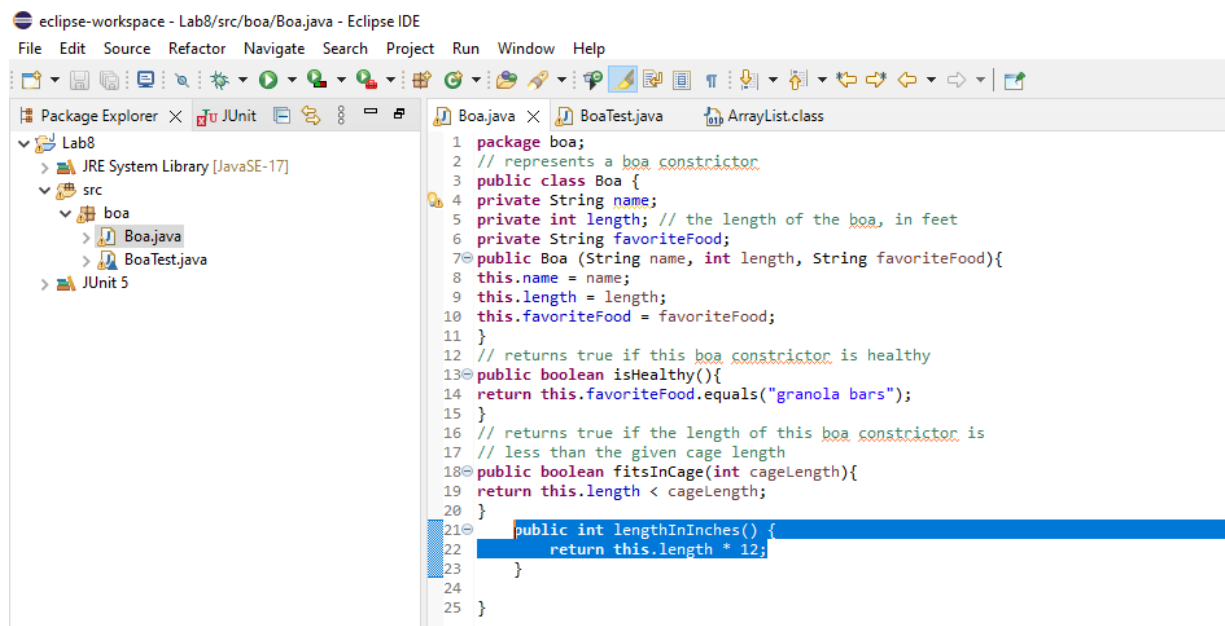 eclipse-workspace - Lab8/src/boa/Boa.java - Eclipse IDE
File Edit Source Refactor Navigate Search Project Run Window Help
Package Explorer JUnit
Lab8
JRE System Library [JavaSE-17]
src
boa
Boa.java
BoaTest.java
JUnit 5
Boa.java BoaTest.java ArrayList.class
1 package boa;
2 // represents a boa constrictor
3 public class Boa {
4 private String name;
5 private int length; // the length of the boa, in feet
6 private String favoriteFood;
7 public Boa (String name, int length, String favoriteFood){
8 this.name = name;
9 this.length = length;
10 this.favoriteFood = favoriteFood;
11 }
12 // returns true if this boa constrictor is healthy
13 public boolean isHealthy(){
14 return this.favoriteFood.equals("granola bars");
15 }
16 // returns true if the length of this boa constrictor is
17 // less than the given cage length
18 public boolean fitsInCage(int cageLength){
19 return this.length < cageLength;
20 }
21 public int lengthInInches() {
22 return this.length * 12;
23 }
24
25 }